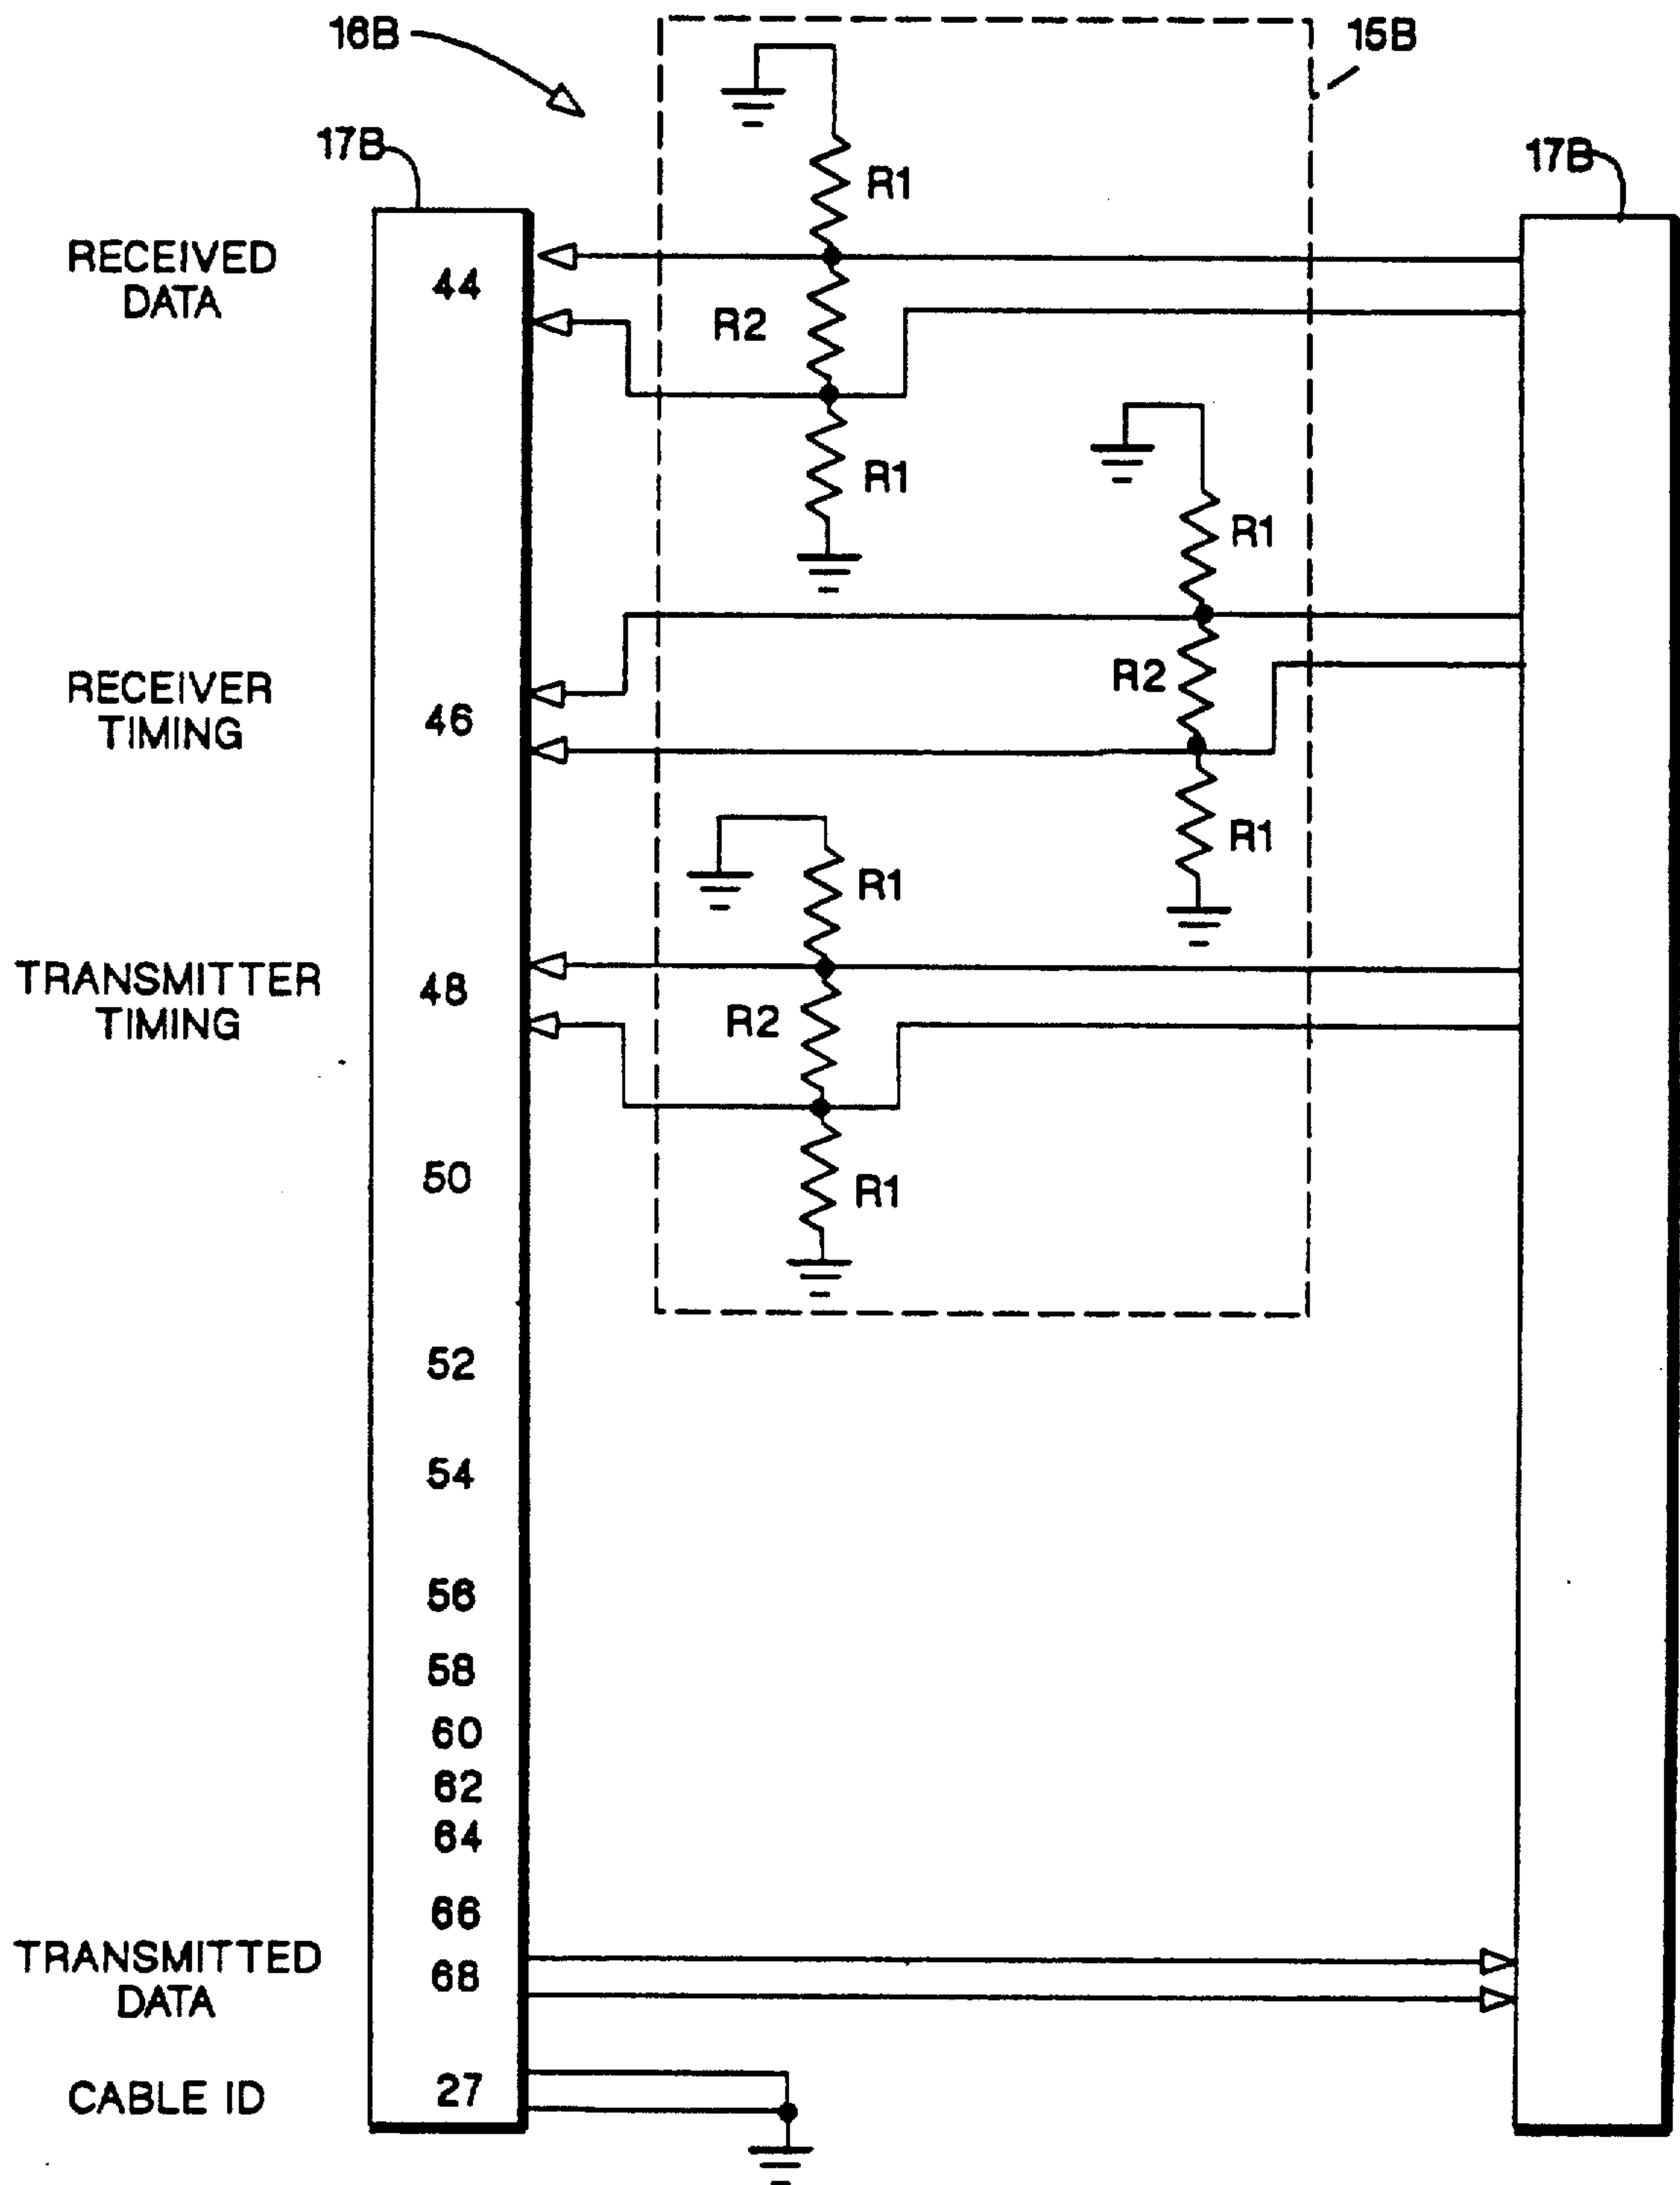 16B
15B
17B
17B
R1
RECEIVED
DATA
44
R2
R1
R1
RECEIVER
TIMING
46
R2
R1
R1
TRANSMITTER
TIMING
48
R2
50
R1
52
54
56
58
60
62
64
66
TRANSMITTED
DATA
68
CABLE ID
27